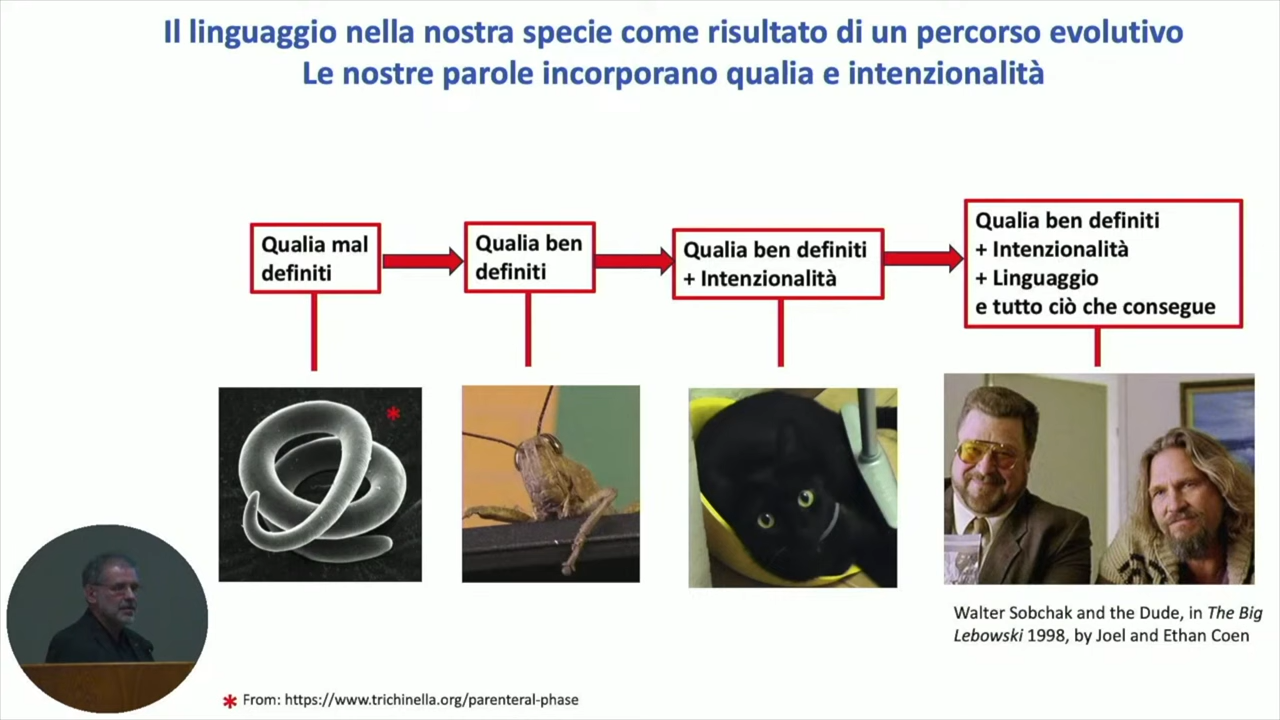 Il linguaggio nella nostra specie come risultato di un percorso evolutivo
Le nostre parole incorporano qualia e intenzionalità
Qualia mal
definiti
Qualia ben
definiti
Qualia ben definiti
+ Intenzionalità
Qualia ben definiti
+ Intenzionalità
+ Linguaggio
e tutto ciò che consegue
*
Walter Sobchak and the Dude, in The Big
Lebowski 1998, by Joel and Ethan Coen
* From: https://www.trichinella.org/parenteral-phase